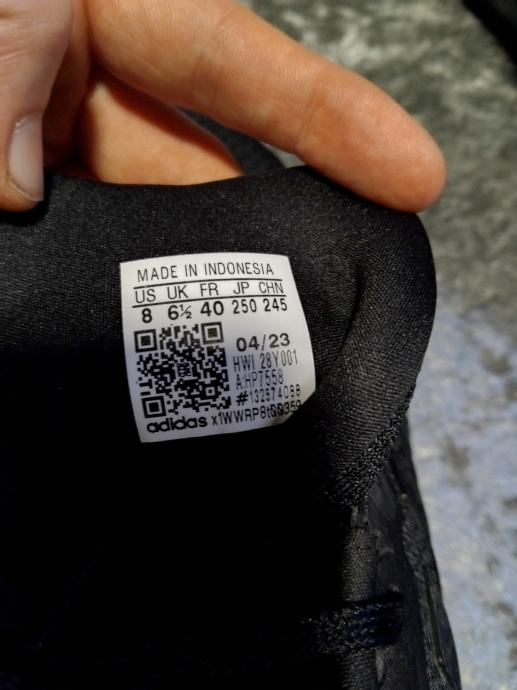 MADE IN INDONESIA
US UK FR JP CHN
8 6½ 40 250 245
04/23
HWI 28Y001
A:HP7558
#132574088
adidas x1WWRP8t00359